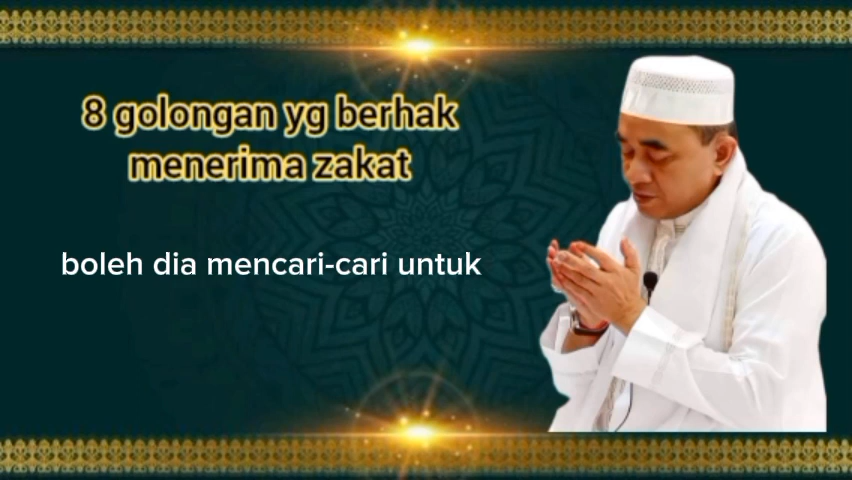 8 golongan yg berhak
menerima zakat
boleh dia mencari-cari untuk